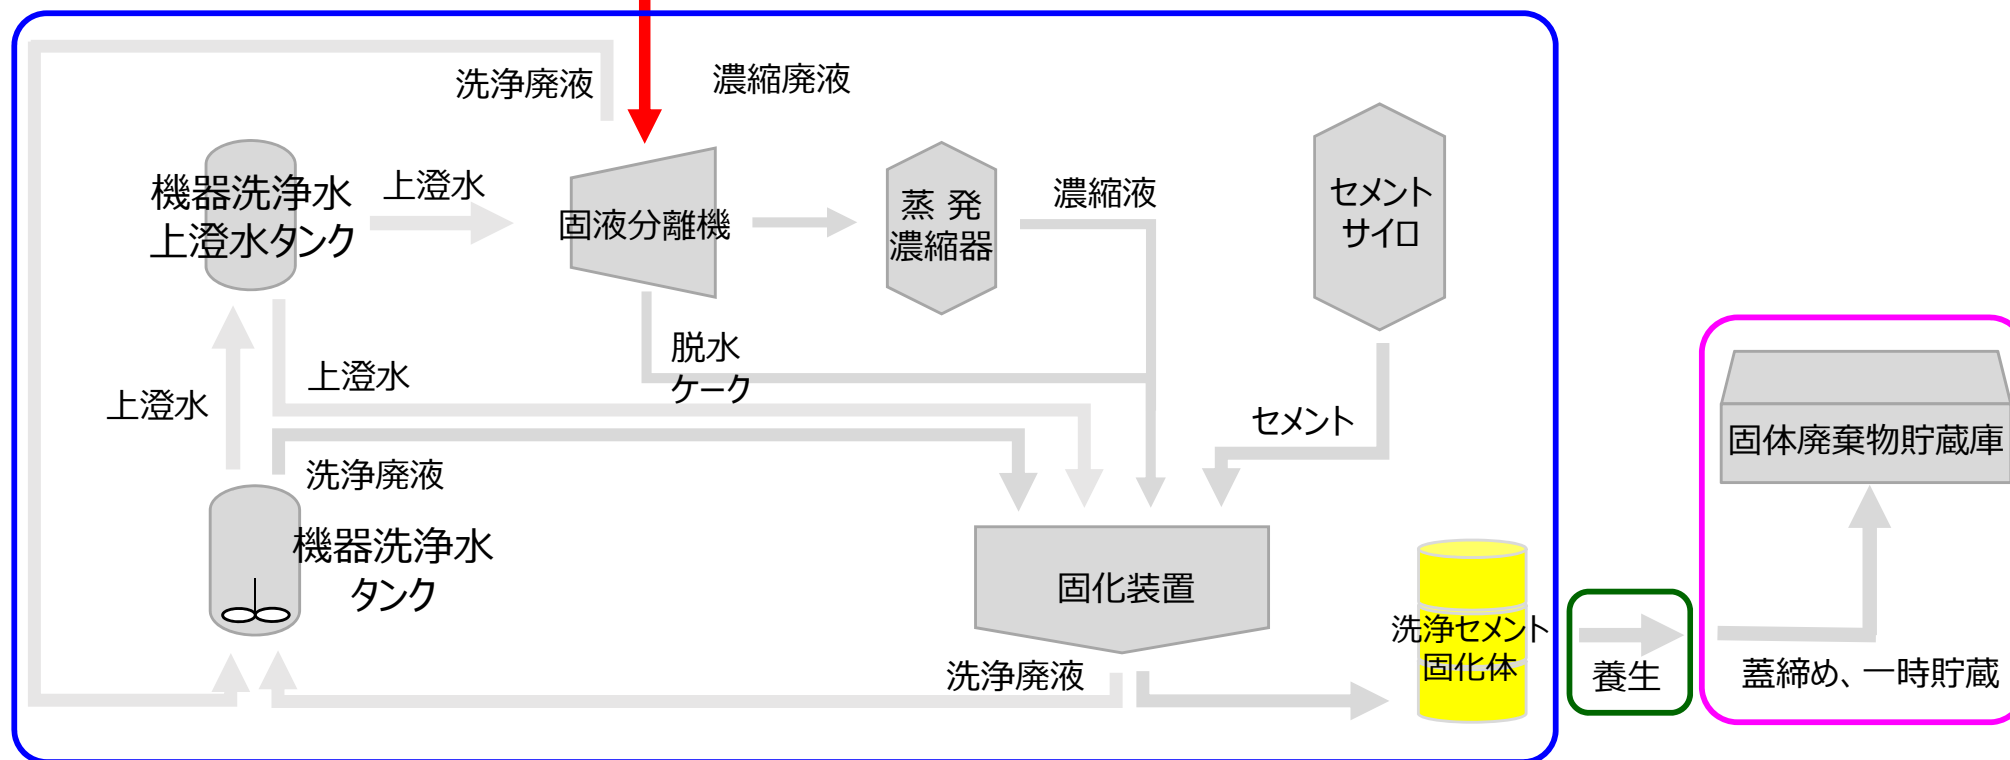 洗浄廃液
濃縮廃液
機器洗浄水
上澄水タンク
上澄水
固液分離機
蒸 発
濃縮器
濃縮液
セメント
サイロ
脱水
ケーク
上澄水
上澄水
セメント
洗浄廃液
固体廃棄物貯蔵庫
機器洗浄水
タンク
固化装置
洗浄セメント
固化体
洗浄廃液
養生
蓋締め、一時貯蔵